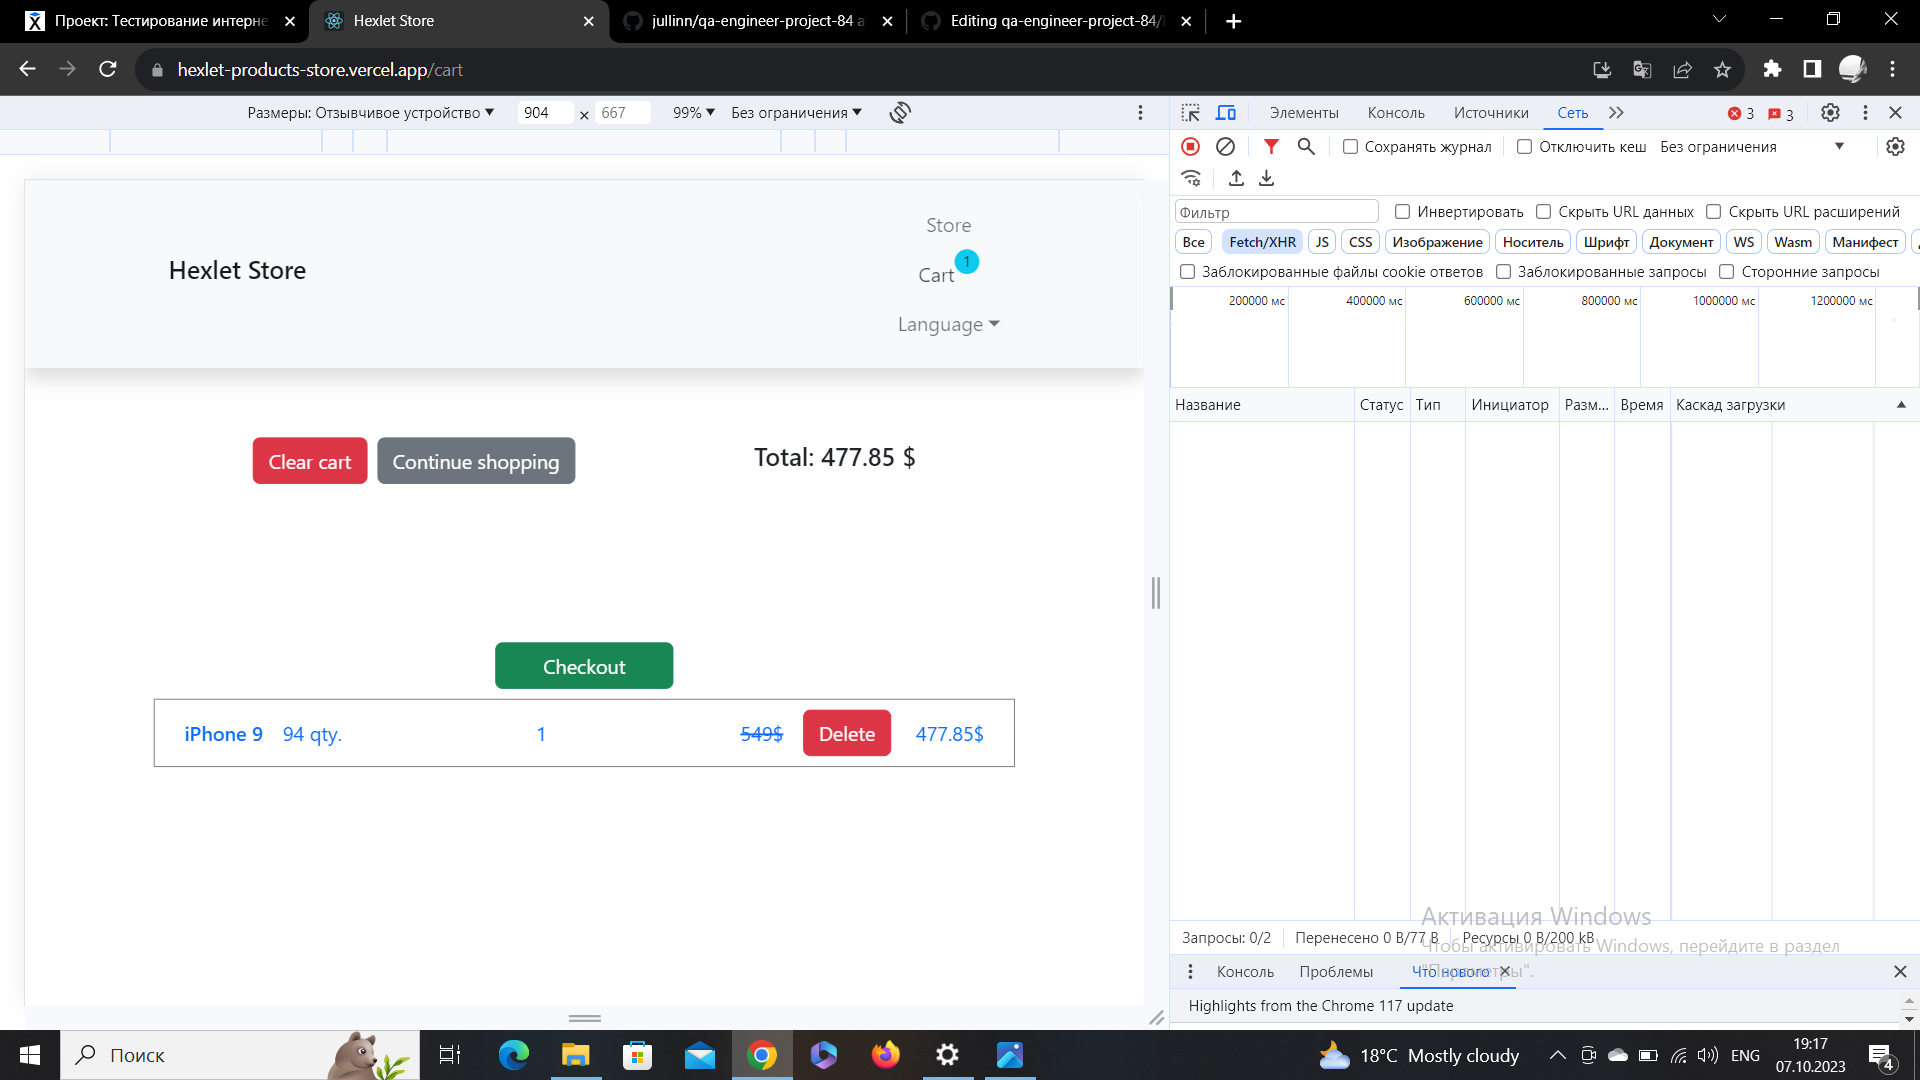 Проект: Тестирование интерне
Hexlet Store
jullinn/qa-engineer-project-84 a
Editing qa-engineer-project-84/
hexlet-products-store.vercel.app/cart
Размеры: Отзывчивое устройство ▼ 904 × 667 99% ▼ Без ограничения ▼
Элементы Консоль Источники Сеть 3 3
Сохранять журнал Отключить кеш Без ограничения ▼
Фильтр Инвертировать Скрыть URL данных Скрыть URL расширений
Все Fetch/XHR JS CSS Изображение Носитель Шрифт Документ WS Wasm Манифест
Заблокированные файлы cookie ответов Заблокированные запросы Сторонние запросы
200000 мс 400000 мс 600000 мс 800000 мс 1000000 мс 1200000 мс
Название Статус Тип Инициатор Разм... Время Каскад загрузки
Store
Hexlet Store
Cart 1
Language
Clear cart Continue shopping Total: 477.85 $
Checkout
iPhone 9 94 qty. 1 549$ Delete 477.85$
Активация Windows
Чтобы активировать Windows, перейдите в раздел
"Параметры".
Запросы: 0/2 Перенесено 0 B/77 B Ресурсы 0 B/200 kB
Консоль Проблемы Что нового
Highlights from the Chrome 117 update
Поиск
18°C Mostly cloudy ENG
19:17
07.10.2023
4